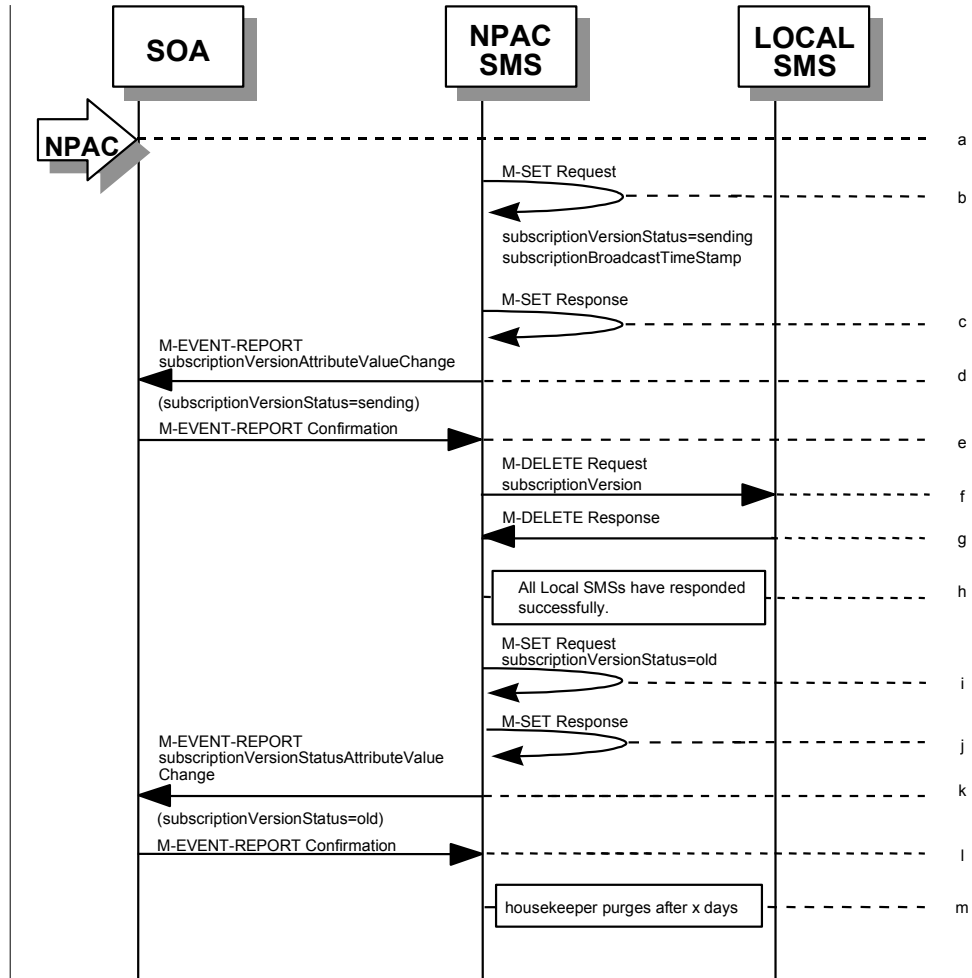 SOA
NPAC
SMS
LOCAL
SMS
NPAC
a
M-SET Request
b
subscriptionVersionStatus=sending
subscriptionBroadcastTimeStamp
M-SET Response
c
M-EVENT-REPORT
subscriptionVersionAttributeValueChange
d
(subscriptionVersionStatus=sending)
M-EVENT-REPORT Confirmation
e
M-DELETE Request
subscriptionVersion
f
M-DELETE Response
g
All Local SMSs have responded
successfully.
h
M-SET Request
subscriptionVersionStatus=old
i
M-SET Response
j
M-EVENT-REPORT
subscriptionVersionStatusAttributeValue
Change
k
(subscriptionVersionStatus=old)
M-EVENT-REPORT Confirmation
l
housekeeper purges after x days
m